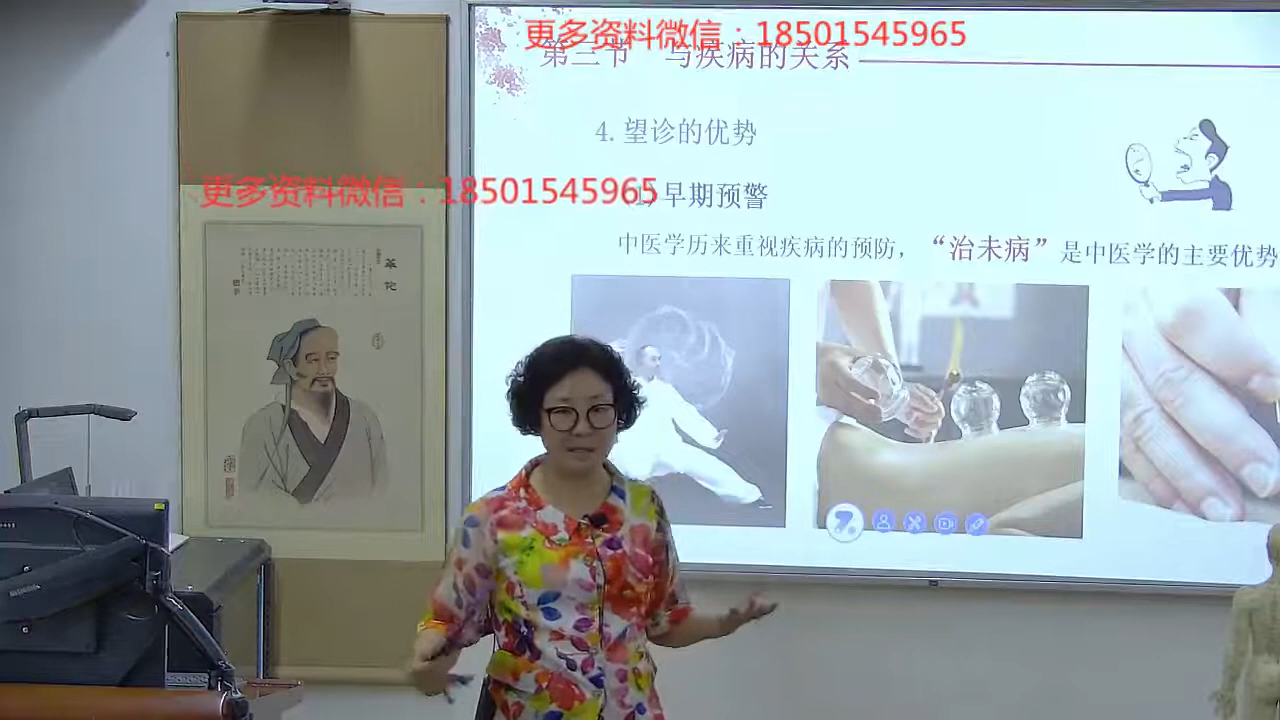 更多资料微信：18501545965
第三节 与疾病的关系
4.望诊的优势
更多资料微信：18501545965
(1)早期预警
中医学历来重视疾病的预防，“治未病”是中医学的主要优势
华佗